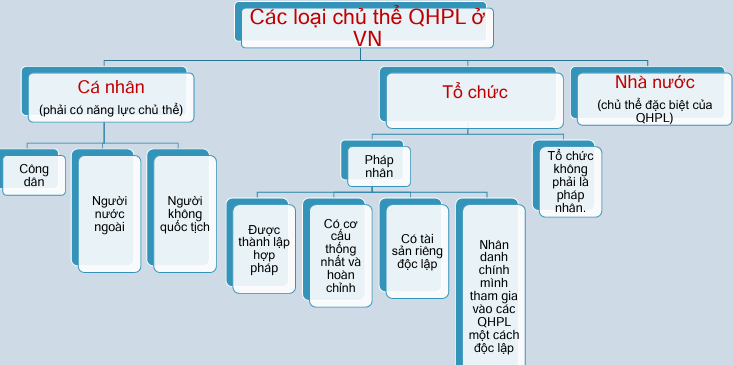 Các loại chủ thể QHPL ở
VN
Cá nhân
(phải có năng lực chủ thể)
Tổ chức
Nhà nước
(chủ thể đặc biệt của
QHPL)
Công
dân
Người
nước
ngoài
Người
không
quốc tịch
Pháp
nhân
Tổ chức
không
phải là
pháp
nhân.
Được
thành lập
hợp
pháp
Có cơ
cấu
thống
nhất và
hoàn
chỉnh
Có tài
sản riêng
độc lập
Nhân
danh
chính
mình
tham gia
vào các
QHPL
một cách
độc lập